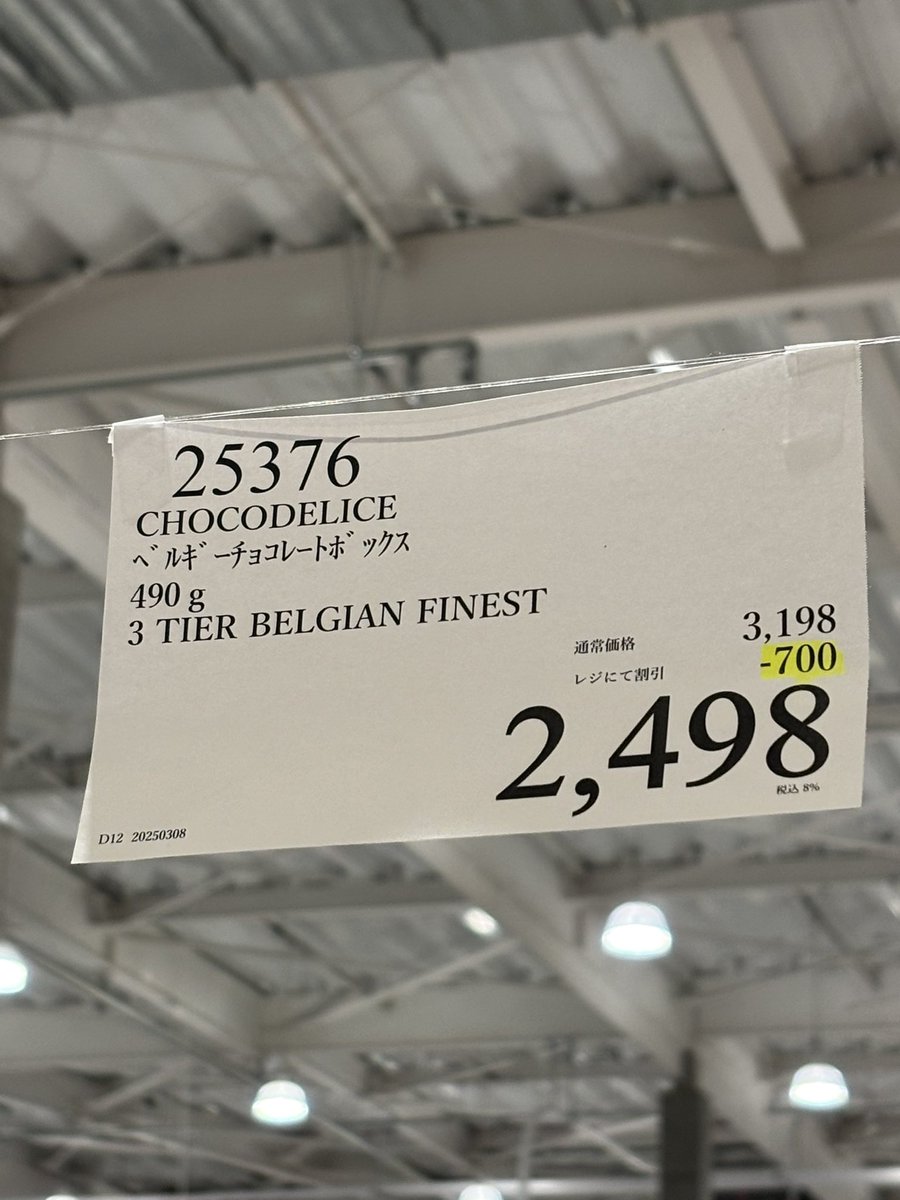 25376
CHOCODELICE
ベルギーチョコレートボックス
490 g
3 TIER BELGIAN FINEST
通常価格 3,198
レジにて割引 -700
2,498
税込 8%
D12 20250308